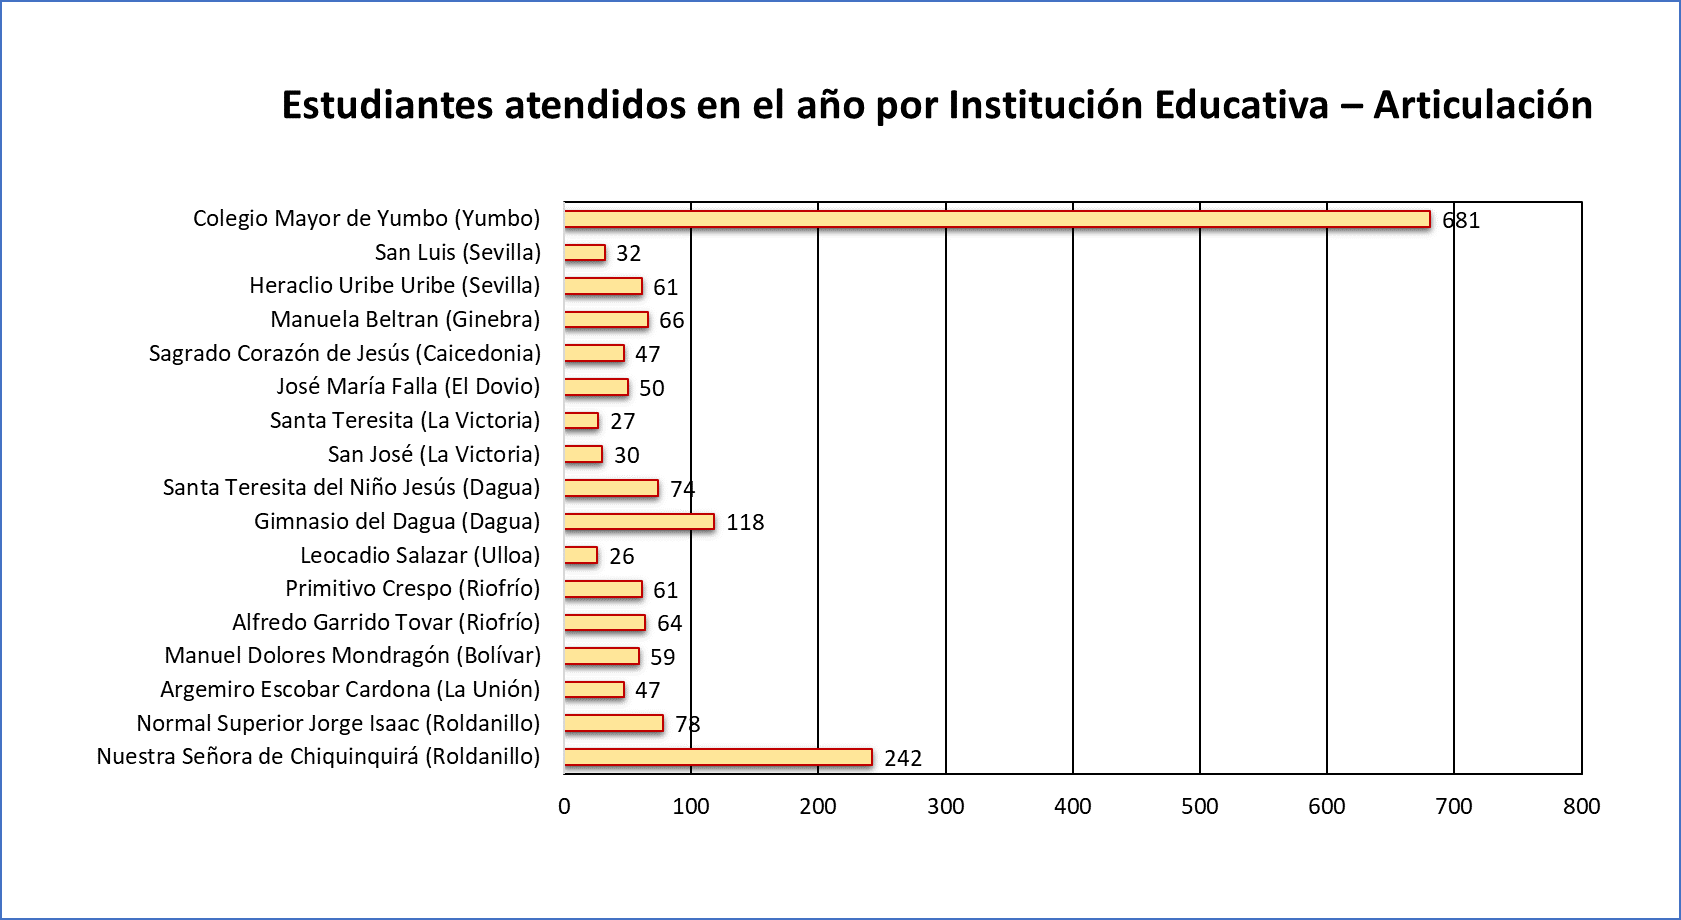 Estudiantes atendidos en el año por Institución Educativa – Articulación
Colegio Mayor de Yumbo (Yumbo) 681
San Luis (Sevilla) 32
Heraclio Uribe Uribe (Sevilla) 61
Manuela Beltran (Ginebra) 66
Sagrado Corazón de Jesús (Caicedonia) 47
José María Falla (El Dovio) 50
Santa Teresita (La Victoria) 27
San José (La Victoria) 30
Santa Teresita del Niño Jesús (Dagua) 74
Gimnasio del Dagua (Dagua) 118
Leocadio Salazar (Ulloa) 26
Primitivo Crespo (Riofrío) 61
Alfredo Garrido Tovar (Riofrío) 64
Manuel Dolores Mondragón (Bolívar) 59
Argemiro Escobar Cardona (La Unión) 47
Normal Superior Jorge Isaac (Roldanillo) 78
Nuestra Señora de Chiquinquirá (Roldanillo) 242
0 100 200 300 400 500 600 700 800